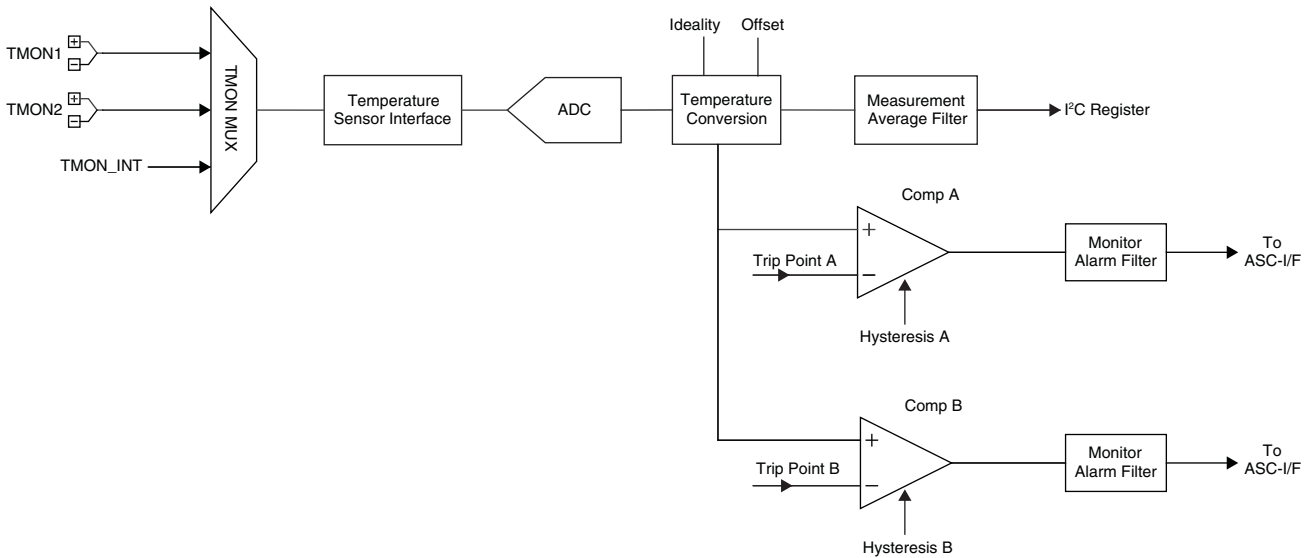 Ideality
Offset
TMON1
+
−
TMON2
+
−
TMON_INT
TMON MUX
Temperature
Sensor Interface
ADC
Temperature
Conversion
Measurement
Average Filter
I²C Register
Comp A
+
Trip Point A
−
Hysteresis A
Monitor
Alarm Filter
To
ASC-I/F
Comp B
+
Trip Point B
−
Hysteresis B
Monitor
Alarm Filter
To
ASC-I/F